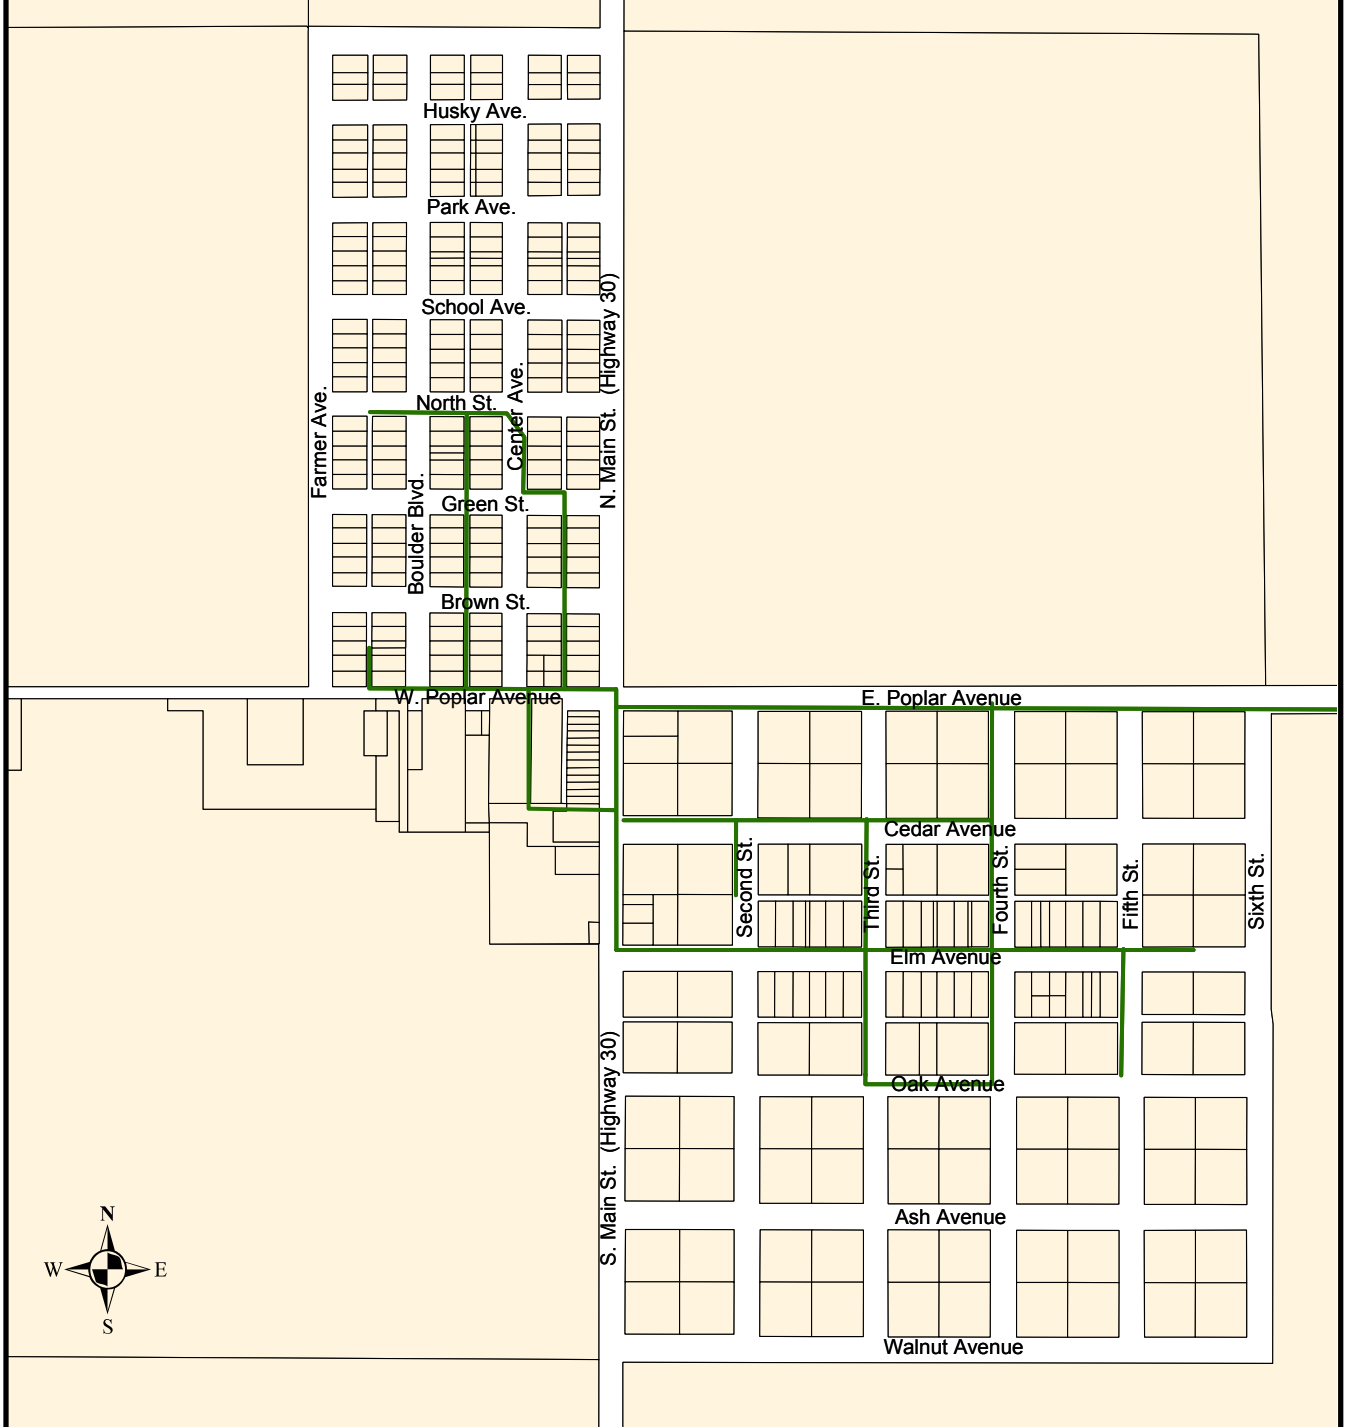 Husky Ave.
Park Ave.
School Ave.
N. Main St. (Highway 30)
Center Ave.
North St.
Farmer Ave.
Boulder Blvd.
Green St.
Brown St.
W. Poplar Avenue
E. Poplar Avenue
Cedar Avenue
Second St.
Third St.
Fourth St.
Fifth St.
Sixth St.
Elm Avenue
S. Main St. (Highway 30)
Oak Avenue
Ash Avenue
N
W
E
S
Walnut Avenue